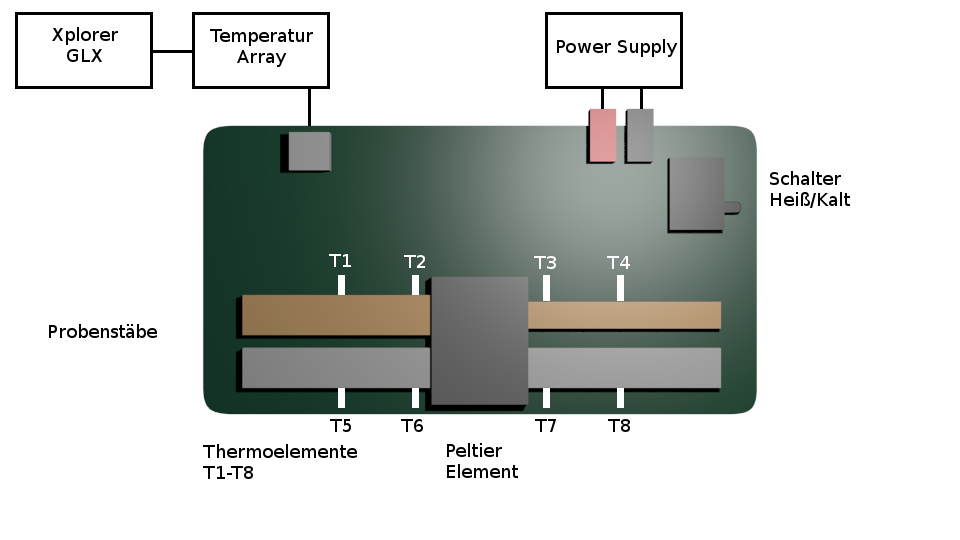 Xplorer
GLX
Temperatur
Array
Power Supply
Schalter
Heiß/Kalt
T1
T2
T3
T4
Probenstäbe
T5
T6
T7
T8
Thermoelemente
T1-T8
Peltier
Element